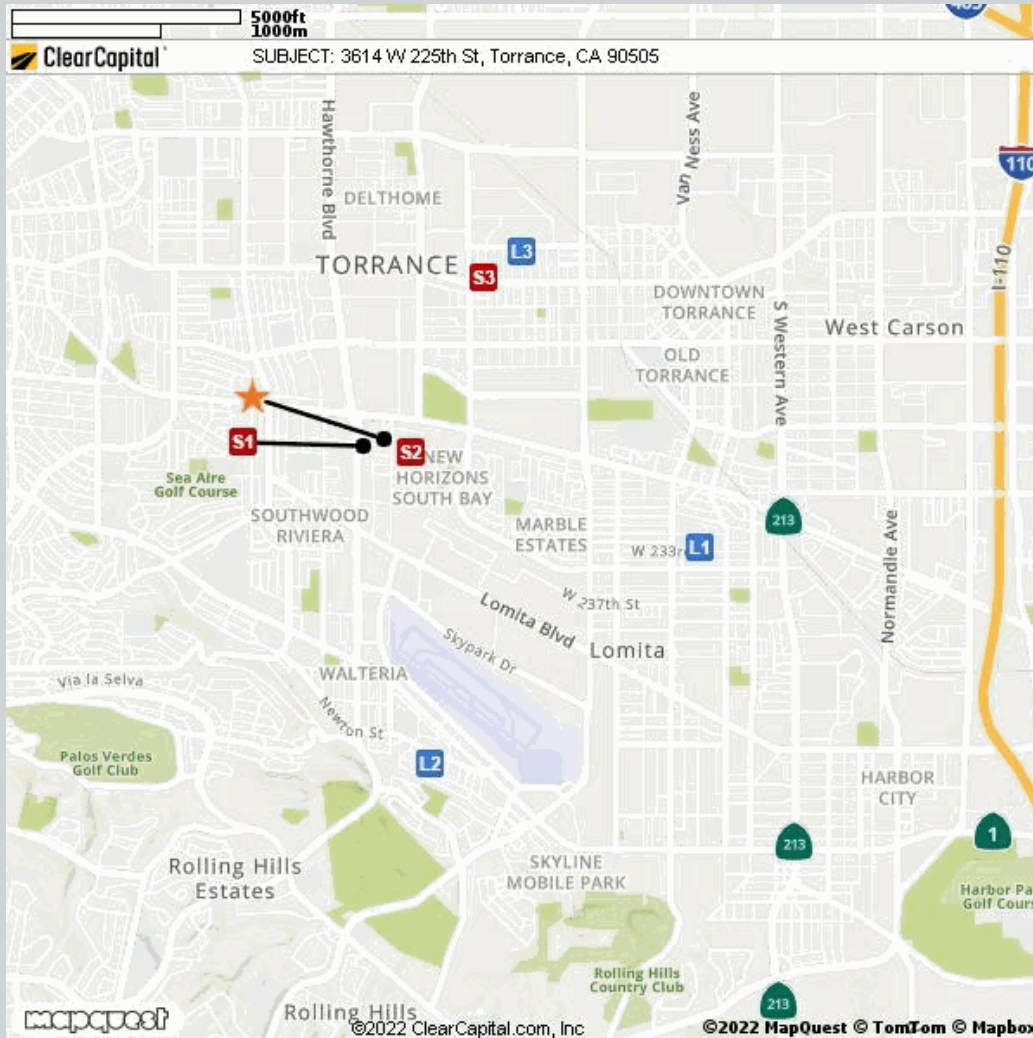 5000ft
1000m
ClearCapital
SUBJECT: 3614 W 225th St, Torrance, CA 90505
110
I-110
Hawthorne Blvd
Van Ness Ave
DELTHOME
L3
TORRANCE
S3
DOWNTOWN
TORRANCE
S Western Ave
West Carson
OLD
TORRANCE
S1
S2
NEW
HORIZONS
SOUTH BAY
Sea Aire
Golf Course
SOUTHWOOD
RIVIERA
MARBLE
ESTATES
W 233r
L1
213
Normandie Ave
W 237th St
Lomita Blvd
Lomita
Skypark Dr
WALTERIA
Via la Selva
Newton St
Palos Verdes
Golf Club
L2
HARBOR
CITY
213
1
Rolling Hills
Estates
SKYLINE
MOBILE PARK
Harbor Pa
Golf Cours
Rolling Hills
Country Club
213
Rolling Hills
mapquest
©2022 ClearCapital.com, Inc
©2022 MapQuest © TomTom © Mapbox